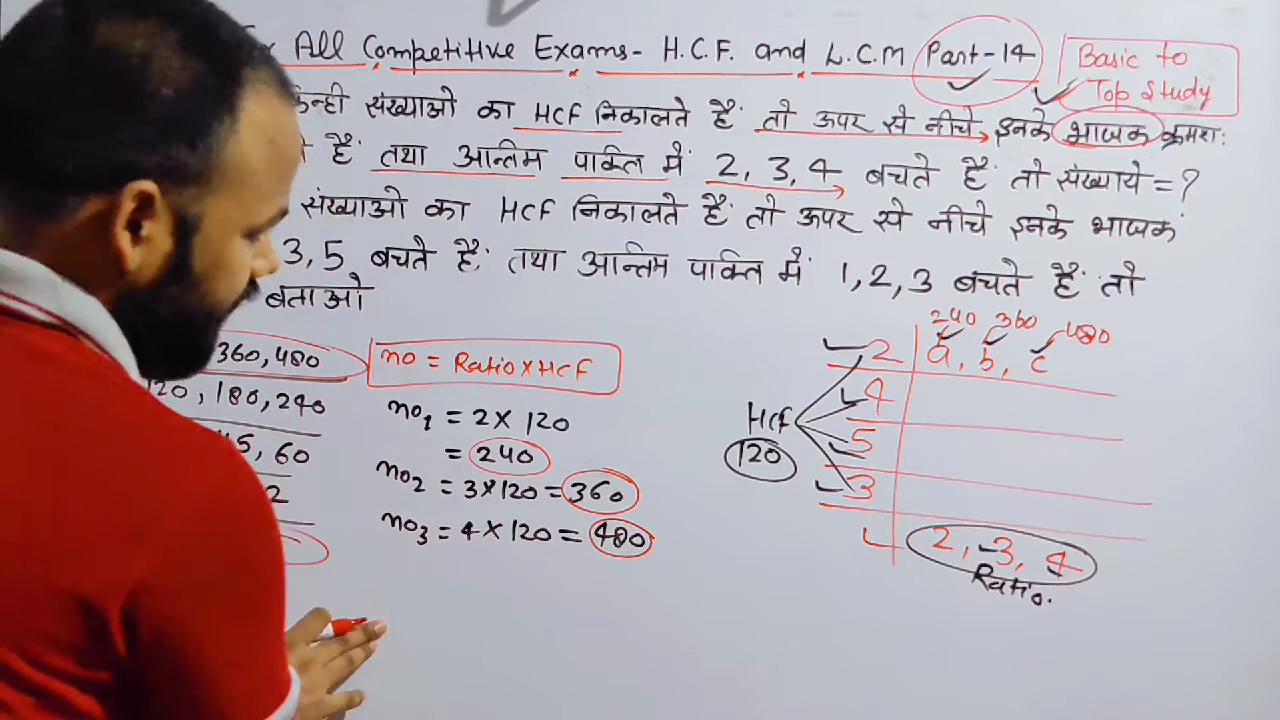 All Competitive Exams - H.C.F. and L.C.M Part-14
Basic to
Top Study
संख्याओ का HCF निकालते हैं तो ऊपर से नीचे इनके भाजक क्रमशः
हैं तथा अन्तिम पंक्ति में 2, 3, 4 बचते हैं तो संख्याये = ?
संख्याओ का HCF निकालते हैं तो ऊपर से नीचे इनके भाजक
3, 5 बचते हैं तथा अन्तिम पंक्ति में 1, 2, 3 बचते हैं तो
बताओ
360, 480
120, 180, 240
45, 60
2
no = Ratio x HCF
no1 = 2 x 120
= 240
no2 = 3 x 120 = 360
no3 = 4 x 120 = 480
240 360 480
2 a, b, c
4
5
3
HCF
120
2, 3, 4
Ratio.